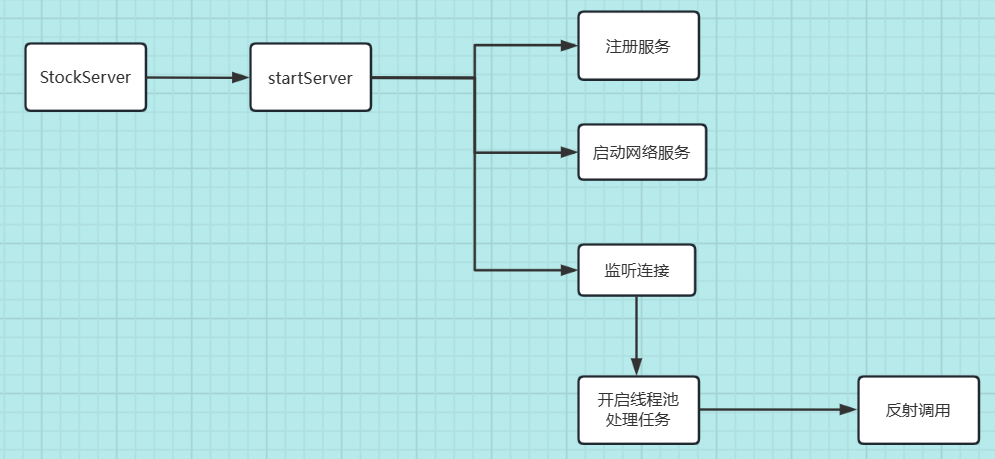 StockServer
startServer
注册服务
启动网络服务
监听连接
开启线程池
处理任务
反射调用